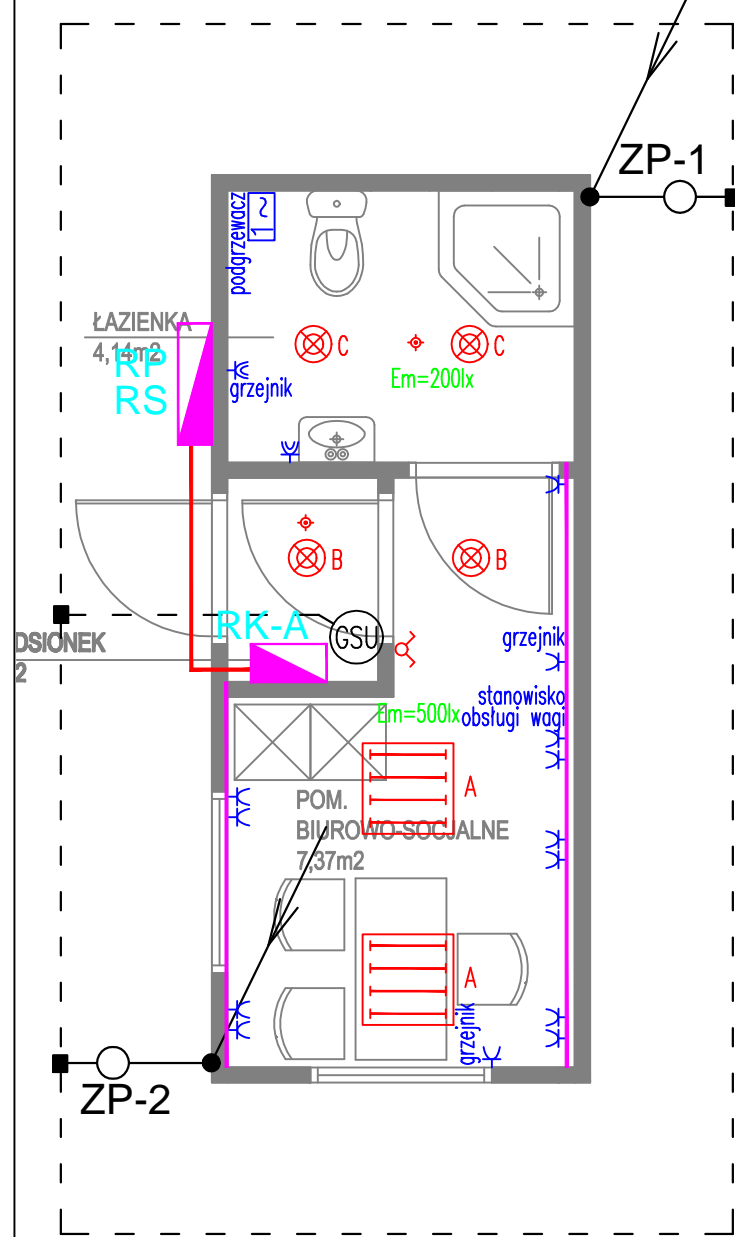 ZP-1
podgrzewacz
1~
ŁAZIENKA
4,14m2
RP
RS
C
C
Em=200lx
grzejnik
B
B
RK-A
GSU
DSIONEK
2
grzejnik
stanowisko
obsługi wagi
Em=500lx
A
POM.
BIUROWO-SOCJALNE
7,37m2
A
grzejnik
ZP-2